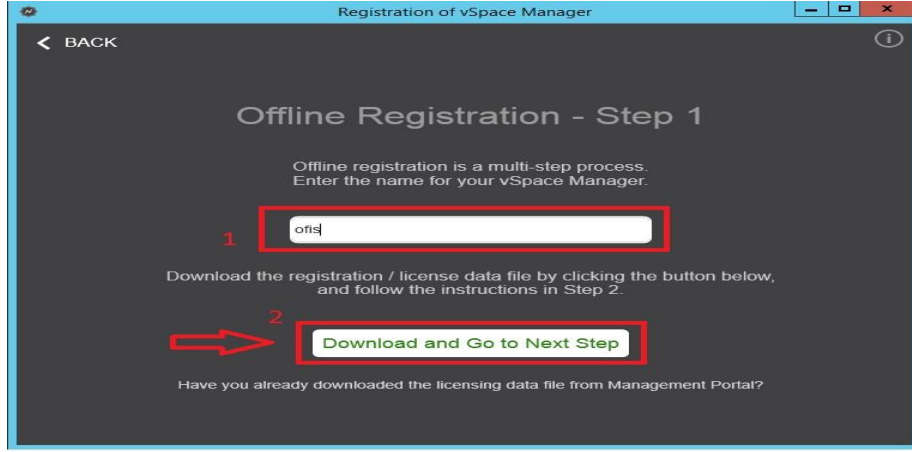 Registration of vSpace Manager
BACK
Offline Registration - Step 1
Offline registration is a multi-step process.
Enter the name for your vSpace Manager.
1
ofis
Download the registration / license data file by clicking the button below,
and follow the instructions in Step 2.
2
Download and Go to Next Step
Have you already downloaded the licensing data file from Management Portal?